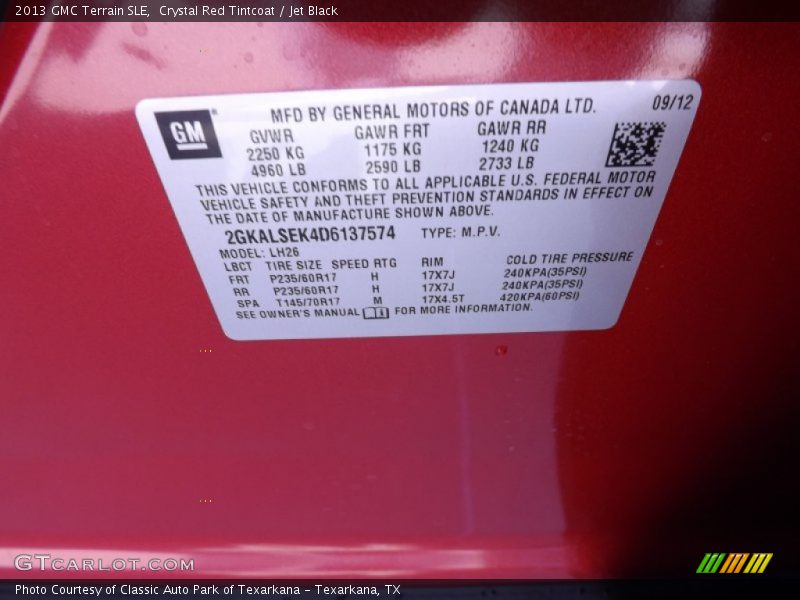 2013 GMC Terrain SLE, Crystal Red Tintcoat / Jet Black
GM
MFD BY GENERAL MOTORS OF CANADA LTD. 09/12
GVWR GAWR FRT GAWR RR
2250 KG 1175 KG 1240 KG
4960 LB 2590 LB 2733 LB
THIS VEHICLE CONFORMS TO ALL APPLICABLE U.S. FEDERAL MOTOR
VEHICLE SAFETY AND THEFT PREVENTION STANDARDS IN EFFECT ON
THE DATE OF MANUFACTURE SHOWN ABOVE.
2GKALSEK4D6137574 TYPE: M.P.V.
MODEL: LH26
LBCT TIRE SIZE SPEED RTG RIM COLD TIRE PRESSURE
FRT P235/60R17 H 17X7J 240KPA(35PSI)
RR P235/60R17 H 17X7J 240KPA(35PSI)
SPA T145/70R17 M 17X4.5T 420KPA(60PSI)
SEE OWNER'S MANUAL FOR MORE INFORMATION.
GTCARLOT.COM
Photo Courtesy of Classic Auto Park of Texarkana - Texarkana, TX